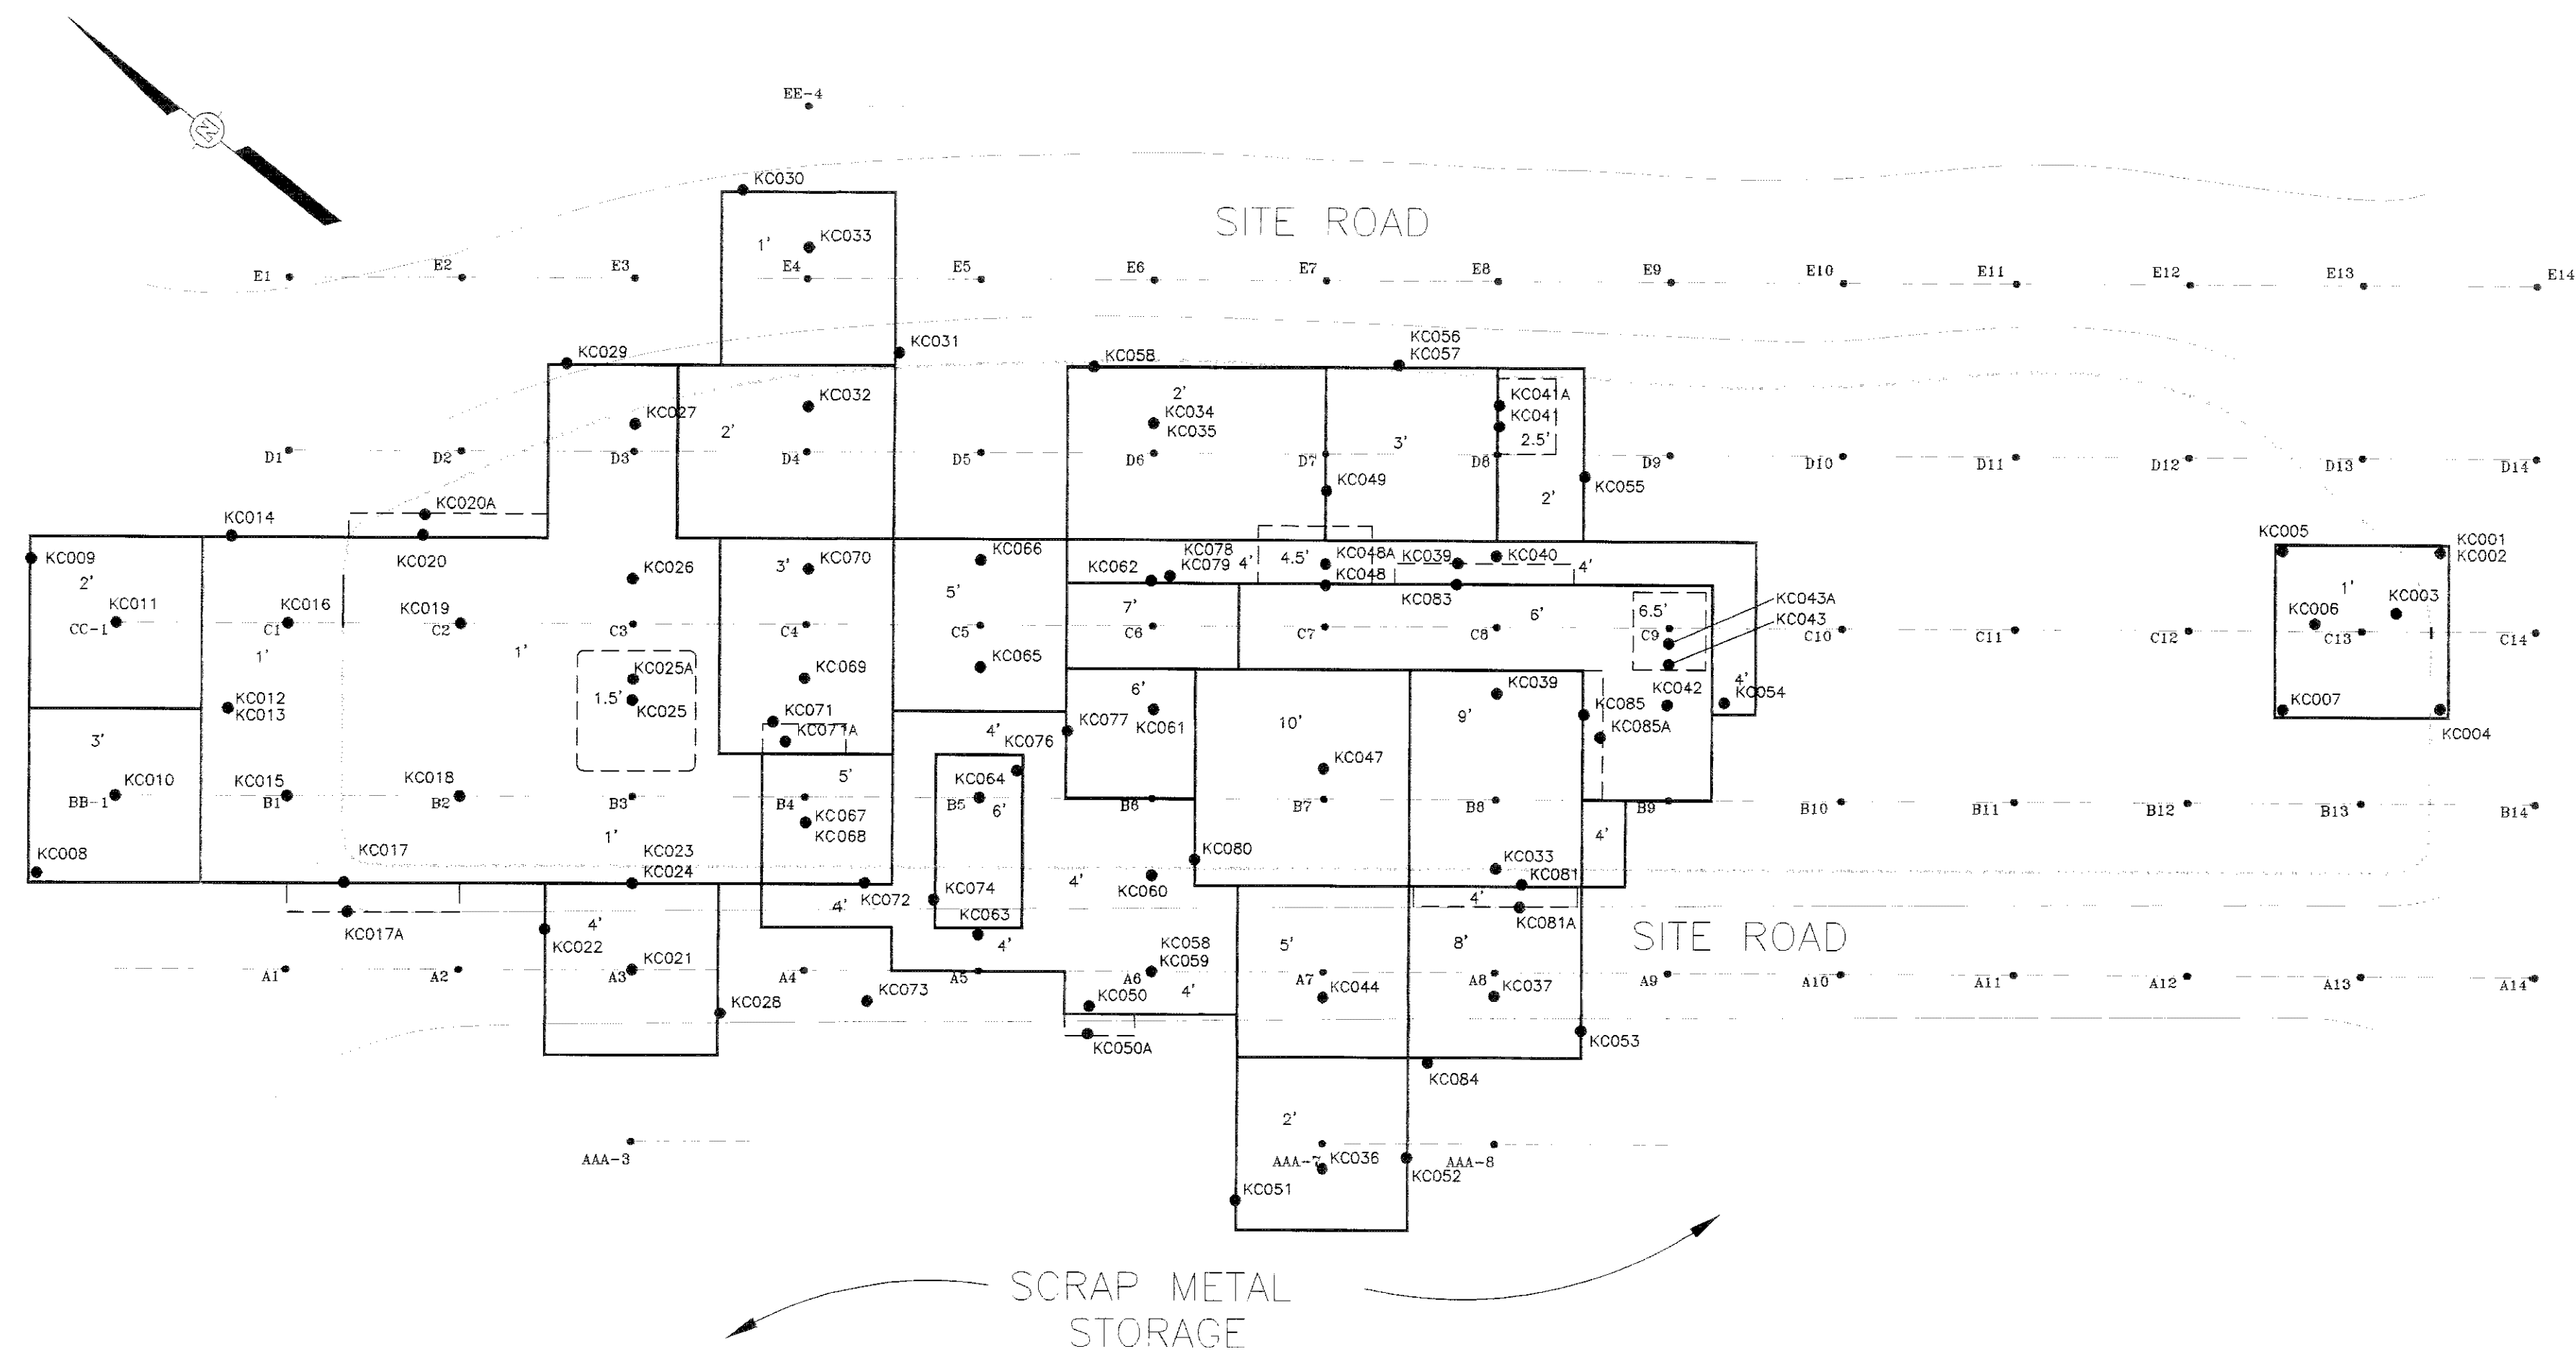 N
EE-4
KC030
SITE ROAD
1'
KC033
E1
E2
E3
E4
E5
E6
E7
E8
E9
E10
E11
E12
E13
E14
KC029
KC031
KC058
KC056
KC057
KC027
2'
KC032
2'
KC034
KC035
3'
KC041A
KC041
2.5'
D1
D2
D3
D4
D5
D6
D7
D8
D9
D10
D11
D12
D13
D14
KC049
2'
KC055
KC014
KC020A
KC020
KC009
2'
KC011
CC-1
KC016
C1
1'
KC019
C2
1'
KC026
C3
3'
KC070
C4
KC066
5'
C5
KC062
KC078
KC079
4'
4.5'
KC048A
KC048
KC039
KC040
4'
KC083
7'
C6
C7
C8
6'
6.5'
C9
KC043A
KC043
C10
C11
C12
KC005
KC001
KC002
1'
KC006
KC003
C13
C14
KC007
KC004
KC012
KC013
KC025A
1.5'
KC025
KC069
KC065
6'
KC061
KC077
KC039
9'
10'
KC085
KC085A
KC042
4'
KC054
3'
KC010
BB-1
KC015
B1
KC018
B2
B3
1'
KC071
KC071A
5'
B4
KC067
KC068
4'
KC076
KC064
B5
6'
B6
KC047
B7
B8
B9
B10
B11
B12
B13
B14
4'
KC008
KC017
KC023
KC024
KC072
KC074
KC063
4'
4'
4'
KC060
KC080
KC033
KC081
4'
KC081A
KC017A
KC022
4'
KC021
KC028
KC073
KC058
KC059
4'
KC050
KC050A
5'
KC044
8'
KC037
SITE ROAD
A1
A2
A3
A4
A5
A6
A7
A8
A9
A10
A11
A12
A13
A14
KC053
KC084
2'
AAA-3
AAA-7
KC036
AAA-8
KC052
KC051
SCRAP METAL
STORAGE